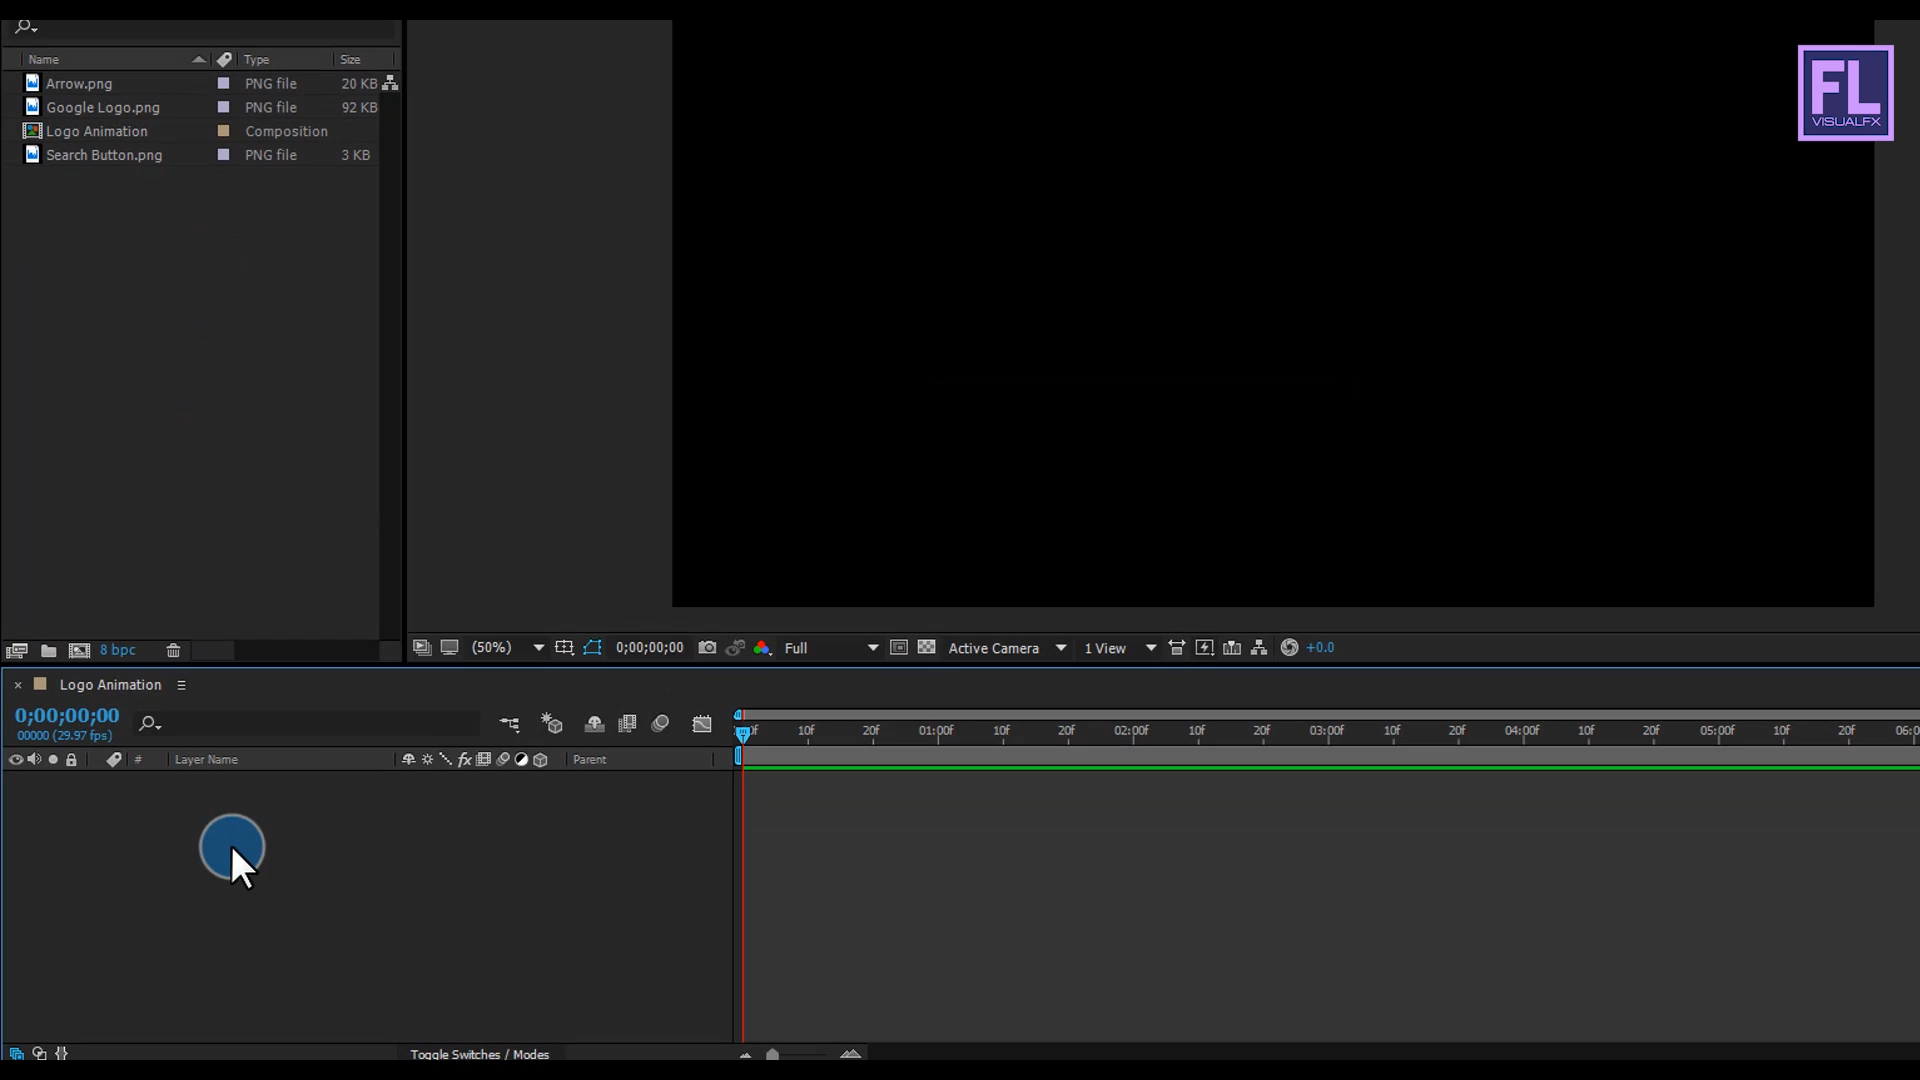 Name Type Size
Arrow.png PNG file 20 KB
Google Logo.png PNG file 92 KB
Logo Animation Composition
Search Button.png PNG file 3 KB
FL
VISUALFX
8 bpc
(50%) 0;00;00;00 Full Active Camera 1 View +0.0
Logo Animation
0;00;00;00
00000 (29.97 fps)
10f 20f 01:00f 10f 20f 02:00f 10f 20f 03:00f 10f 20f 04:00f 10f 20f 05:00f 10f 20f
# Layer Name fx Parent
Toggle Switches / Modes